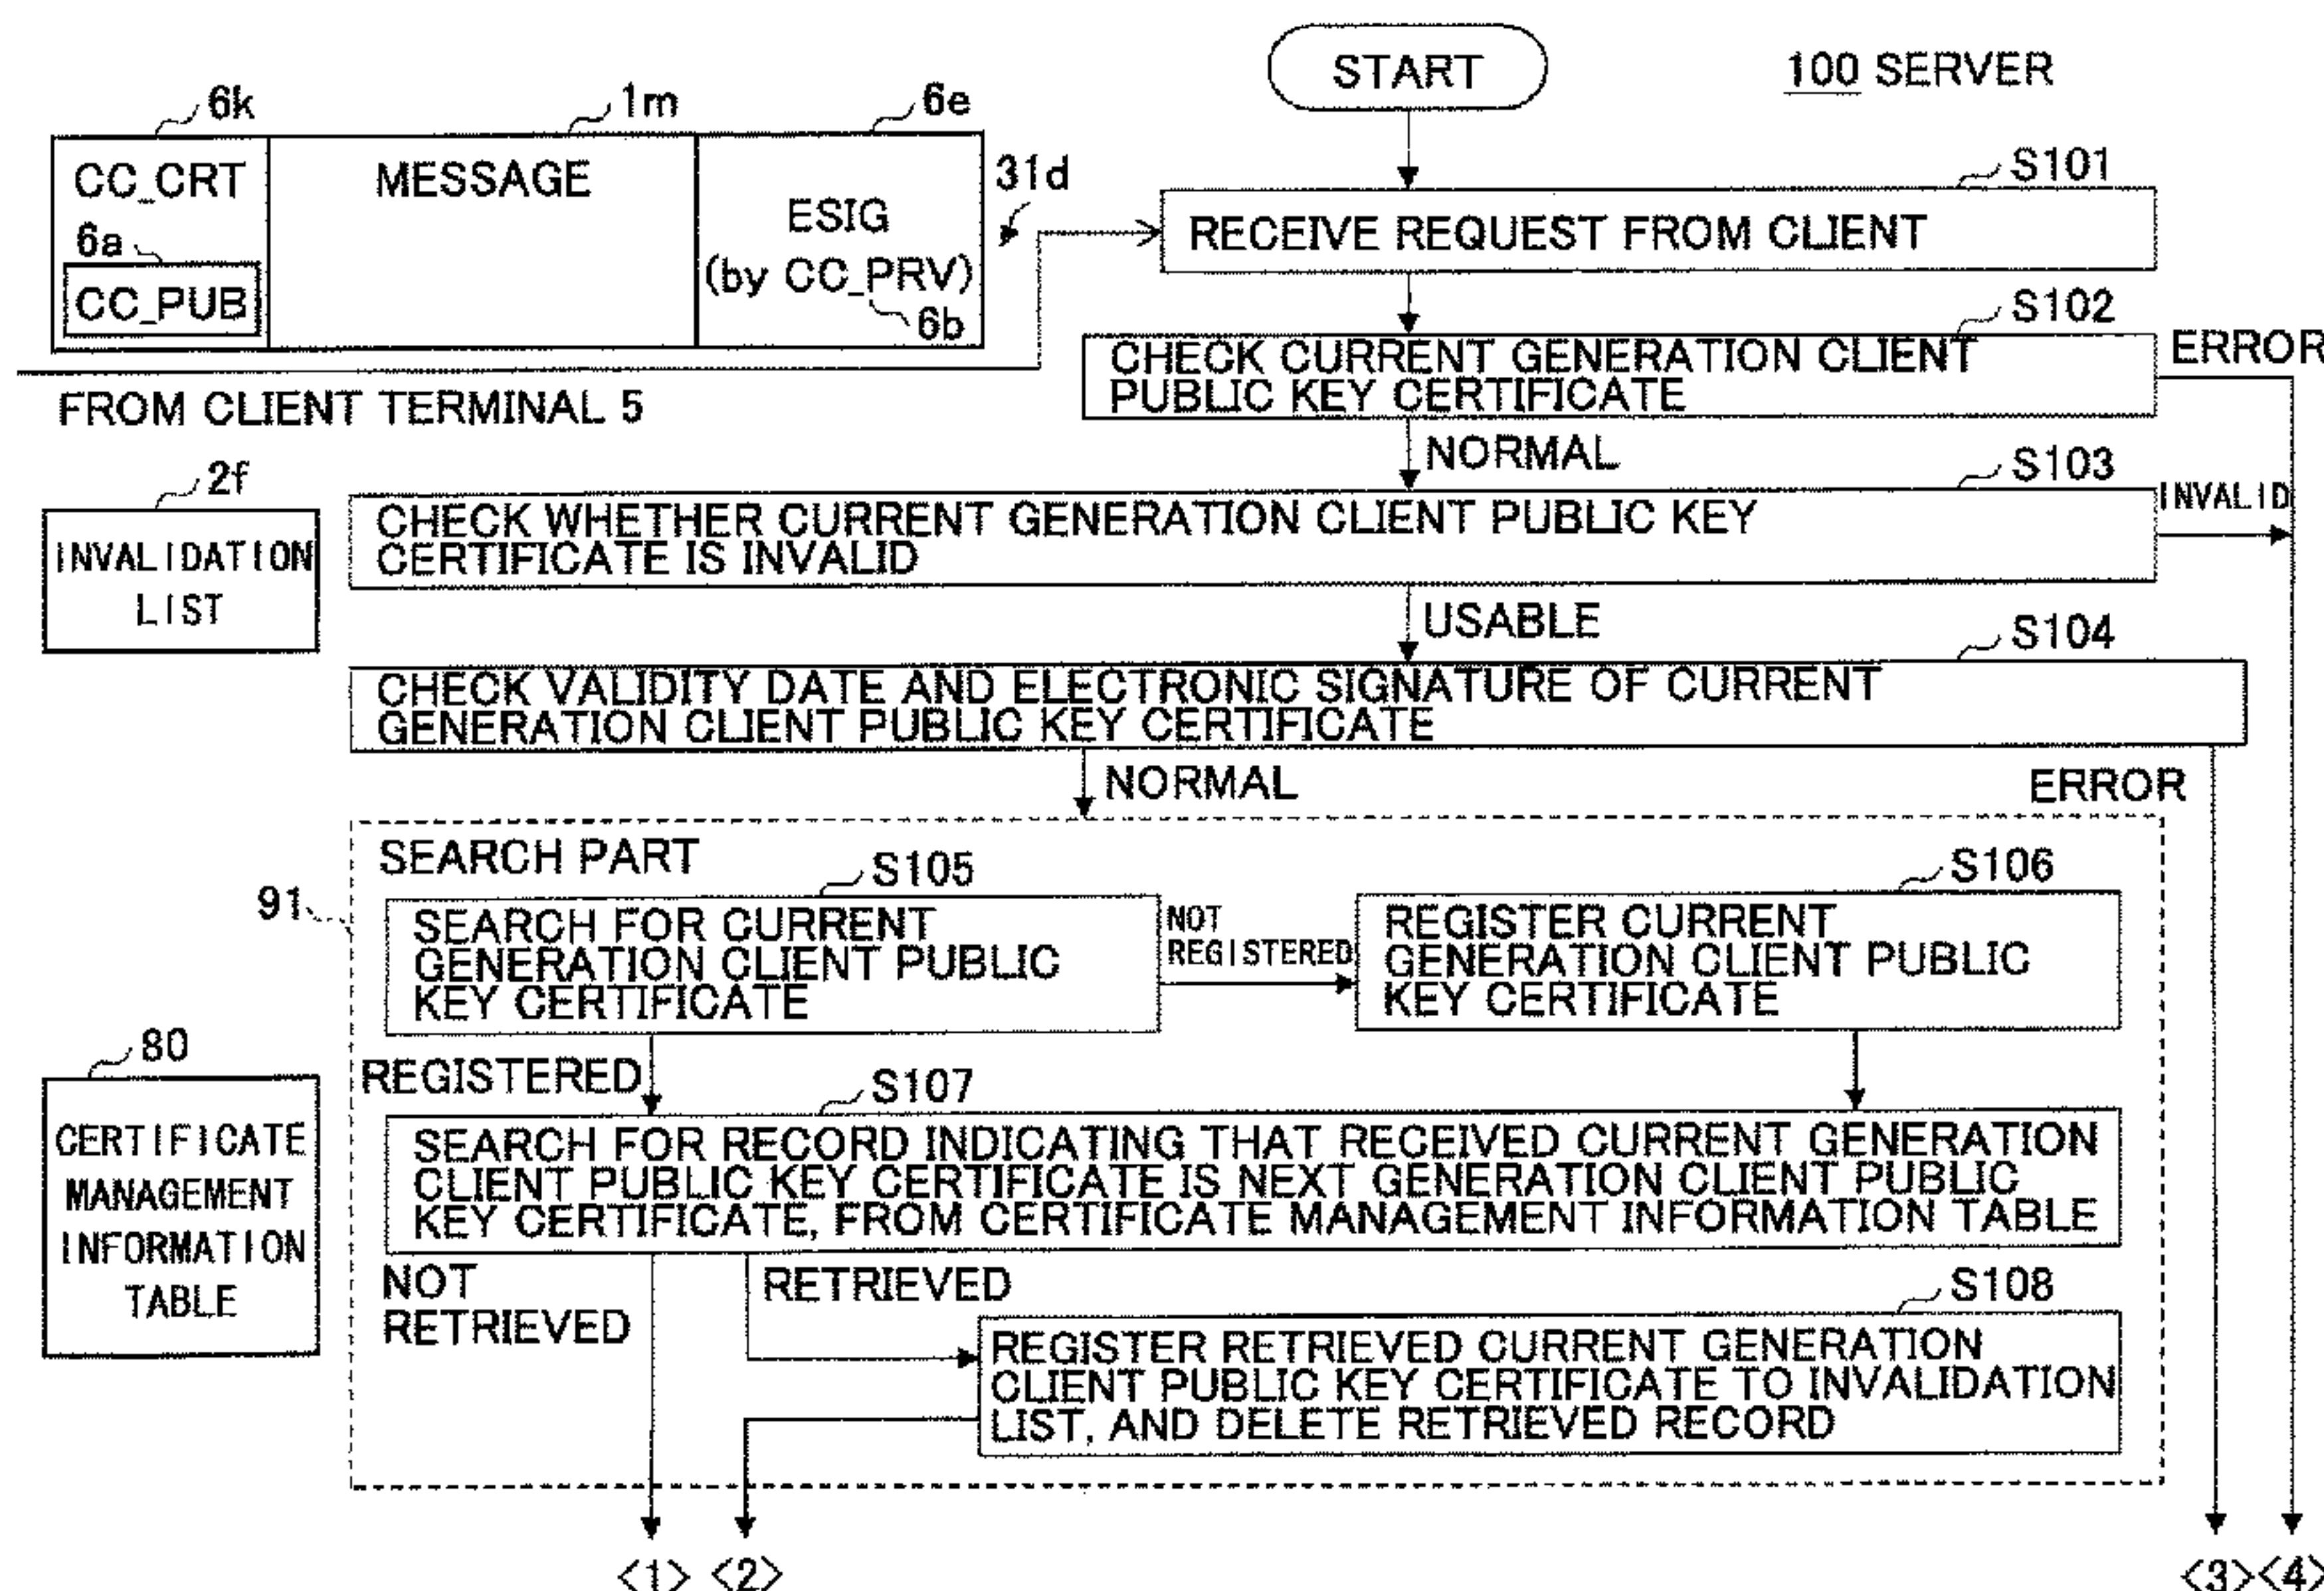 START
100 SERVER
6k
1m
6e
CC_CRT
MESSAGE
ESIG
(by CC_PRV)
6b
6a
CC_PUB
31d
S101
RECEIVE REQUEST FROM CLIENT
FROM CLIENT TERMINAL 5
S102
CHECK CURRENT GENERATION CLIENT
PUBLIC KEY CERTIFICATE
ERROR
NORMAL
2f
INVALIDATION
LIST
S103
CHECK WHETHER CURRENT GENERATION CLIENT PUBLIC KEY
CERTIFICATE IS INVALID
INVALID
USABLE
S104
CHECK VALIDITY DATE AND ELECTRONIC SIGNATURE OF CURRENT
GENERATION CLIENT PUBLIC KEY CERTIFICATE
NORMAL
ERROR
91
SEARCH PART
S105
SEARCH FOR CURRENT
GENERATION CLIENT PUBLIC
KEY CERTIFICATE
NOT
REGISTERED
S106
REGISTER CURRENT
GENERATION CLIENT PUBLIC
KEY CERTIFICATE
80
CERTIFICATE
MANAGEMENT
INFORMATION
TABLE
REGISTERED
S107
SEARCH FOR RECORD INDICATING THAT RECEIVED CURRENT GENERATION
CLIENT PUBLIC KEY CERTIFICATE IS NEXT GENERATION CLIENT PUBLIC
KEY CERTIFICATE, FROM CERTIFICATE MANAGEMENT INFORMATION TABLE
NOT
RETRIEVED
RETRIEVED
S108
REGISTER RETRIEVED CURRENT GENERATION
CLIENT PUBLIC KEY CERTIFICATE TO INVALIDATION
LIST, AND DELETE RETRIEVED RECORD
<1> <2> <3> <4>